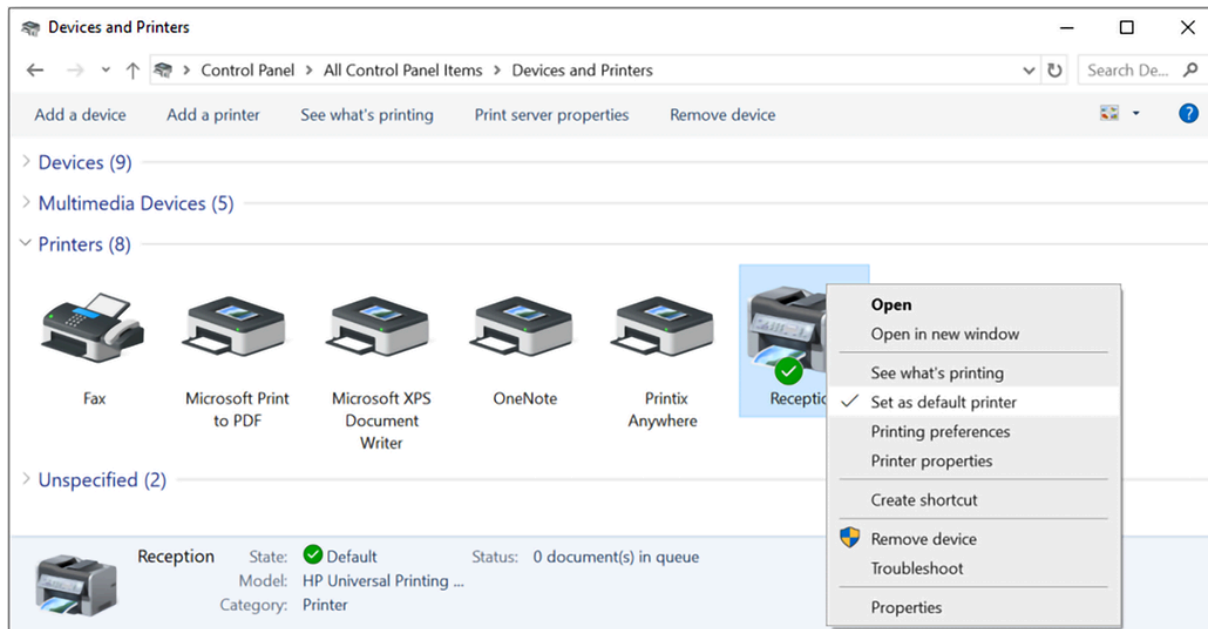 Devices and Printers
Control Panel > All Control Panel Items > Devices and Printers
Search De...
Add a device Add a printer See what's printing Print server properties Remove device
?
Devices (9)
Multimedia Devices (5)
Printers (8)
Fax
Microsoft Print
to PDF
Microsoft XPS
Document
Writer
OneNote
Printix
Anywhere
Receptio
Open
Open in new window
See what's printing
Set as default printer
Printing preferences
Printer properties
Create shortcut
Remove device
Troubleshoot
Properties
Unspecified (2)
Reception State: Default Status: 0 document(s) in queue
Model: HP Universal Printing ...
Category: Printer